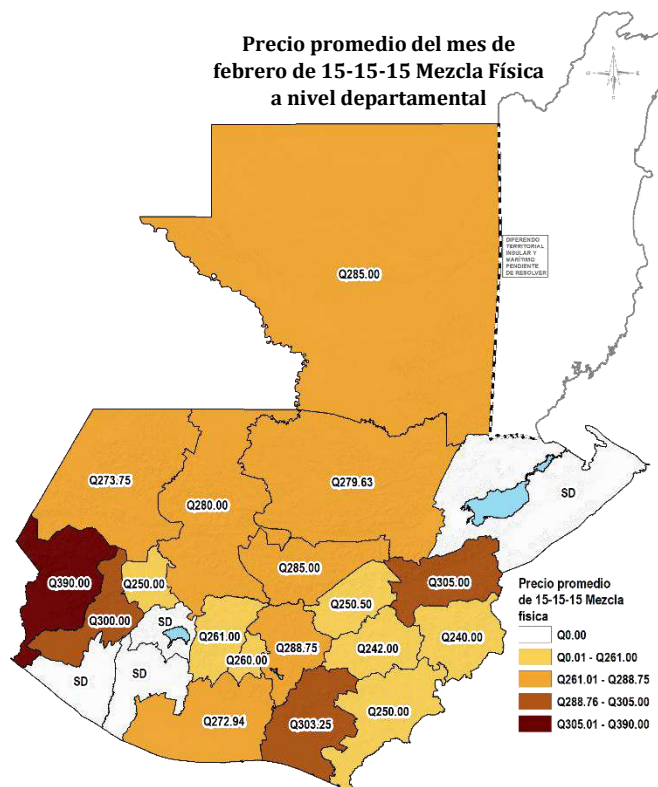 Precio promedio del mes de
febrero de 15-15-15 Mezcla Física
a nivel departamental
DIFERENDO
TERRITORIAL
INSULAR Y
MARÍTIMO
PENDIENTE
DE RESOLVER
Q285.00
Q273.75
Q280.00
Q279.63
SD
Q390.00
Q250.00
Q285.00
Q305.00
Q300.00
SD
Q250.50
Q261.00
Q260.00
Q288.75
Q242.00
Q240.00
SD
SD
Q272.94
Q303.25
Q250.00
Precio promedio
de 15-15-15 Mezcla
física
Q0.00
Q0.01 - Q261.00
Q261.01 - Q288.75
Q288.76 - Q305.00
Q305.01 - Q390.00